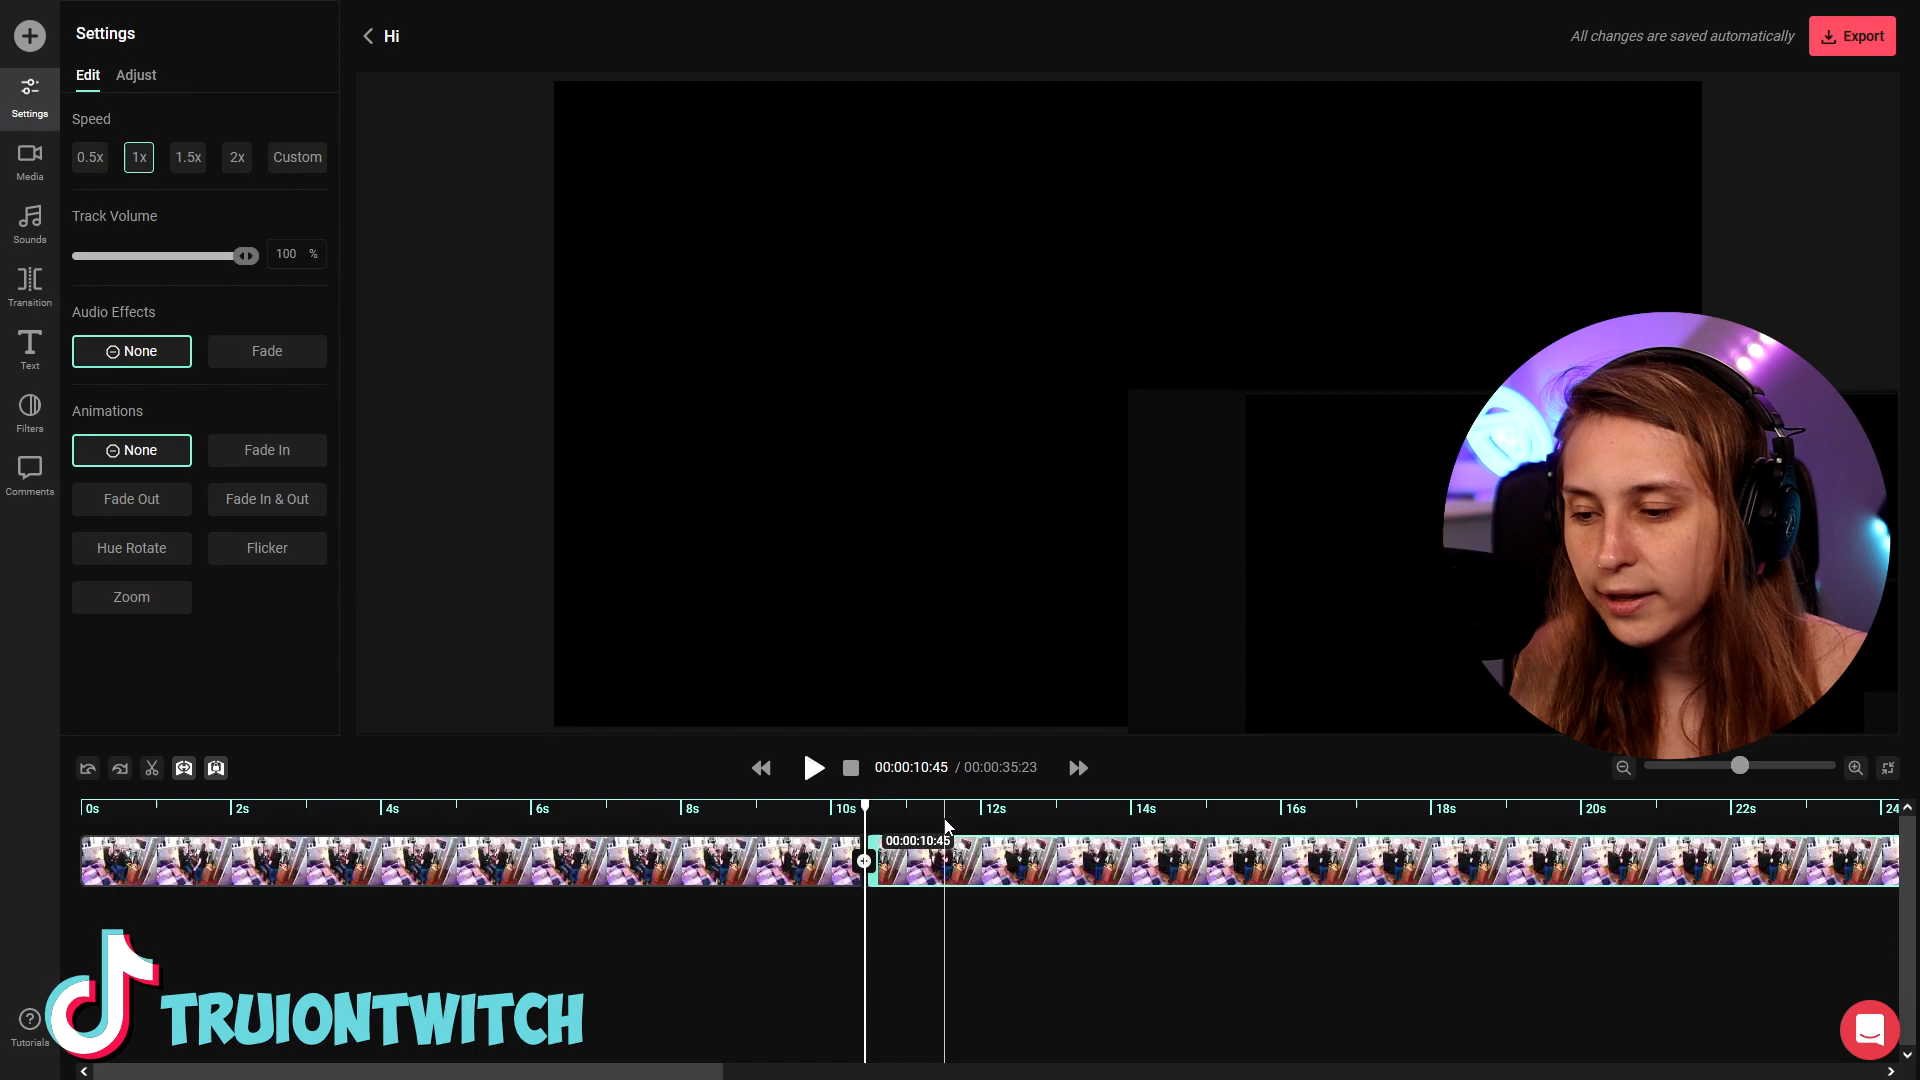 Settings
Edit Adjust
Speed
0.5x 1x 1.5x 2x Custom
Track Volume
100 %
Audio Effects
None Fade
Animations
None Fade In
Fade Out Fade In & Out
Hue Rotate Flicker
Zoom
Settings
Media
Sounds
Transition
Text
Filters
Comments
Tutorials
Hi
All changes are saved automatically
Export
00:00:10:45 / 00:00:35:23
0s 2s 4s 6s 8s 10s 12s 14s 16s 18s 20s 22s 24
00:00:10:45
TRUIONTWITCH